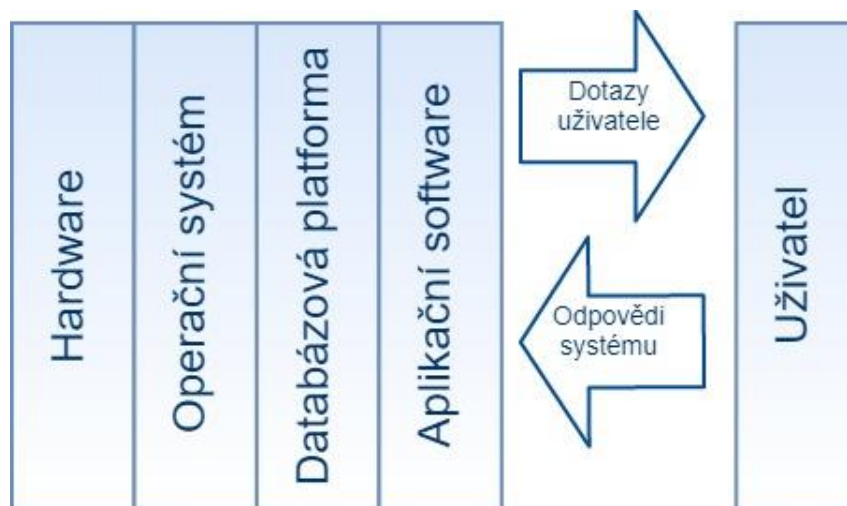 Hardware
Operační systém
Databázová platforma
Aplikační software
Dotazy
uživatele
Odpovědi
systému
Uživatel